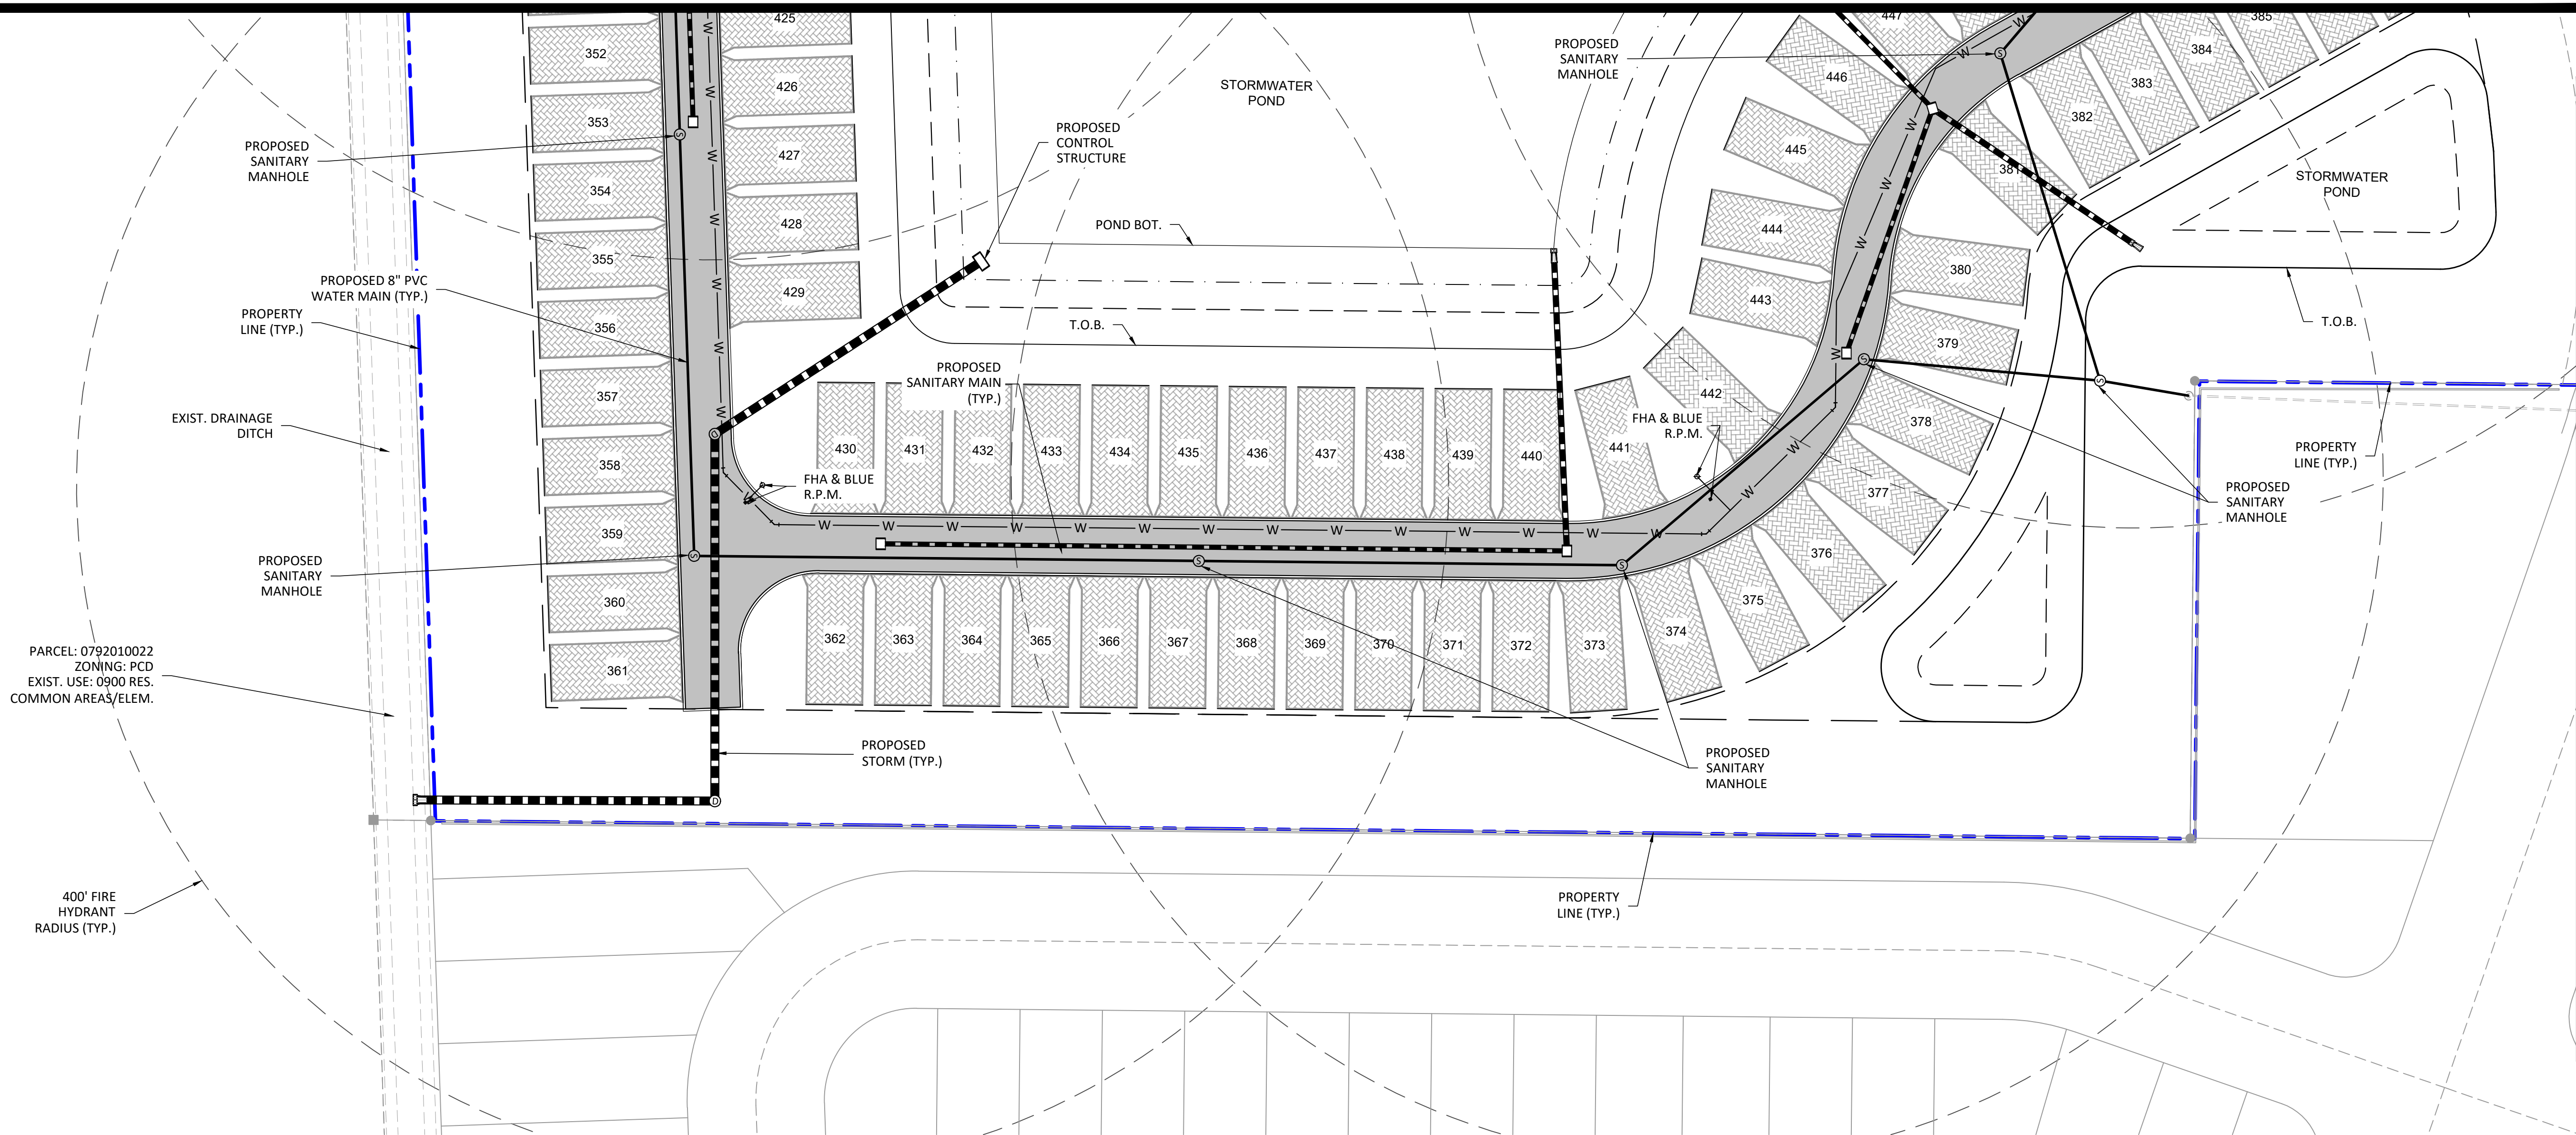 425
447
385
352
PROPOSED
SANITARY
MANHOLE
384
426
STORMWATER
POND
446
383
353
382
PROPOSED
SANITARY
MANHOLE
PROPOSED
CONTROL
STRUCTURE
427
445
381
STORMWATER
POND
354
428
POND BOT.
444
355
380
PROPOSED 8" PVC
WATER MAIN (TYP.)
429
443
PROPERTY
LINE (TYP.)
356
T.O.B.
T.O.B.
379
PROPOSED
SANITARY MAIN
(TYP.)
357
442
EXIST. DRAINAGE
DITCH
FHA & BLUE
R.P.M.
378
430
431
432
433
434
435
436
437
438
439
440
441
PROPERTY
LINE (TYP.)
358
FHA & BLUE
R.P.M.
377
PROPOSED
SANITARY
MANHOLE
W W W W W W W W W W W W W W
359
376
PROPOSED
SANITARY
MANHOLE
360
375
362
363
364
365
366
367
368
369
370
371
372
373
374
PARCEL: 0792010022
ZONING: PCD
EXIST. USE: 0900 RES.
COMMON AREAS/ELEM.
361
PROPOSED
STORM (TYP.)
PROPOSED
SANITARY
MANHOLE
400' FIRE
HYDRANT
RADIUS (TYP.)
PROPERTY
LINE (TYP.)